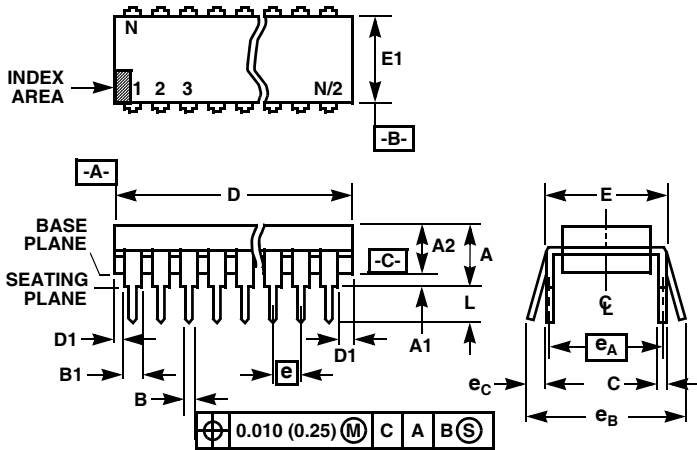 N
E1
INDEX
AREA
1 2 3 N/2
-B-
-A-
D
E
BASE
PLANE
A2
A
-C-
SEATING
PLANE
L
C
L
D1
A1
D1
eA
B1
e
eC
C
B
eB
0.010 (0.25) M C A B S